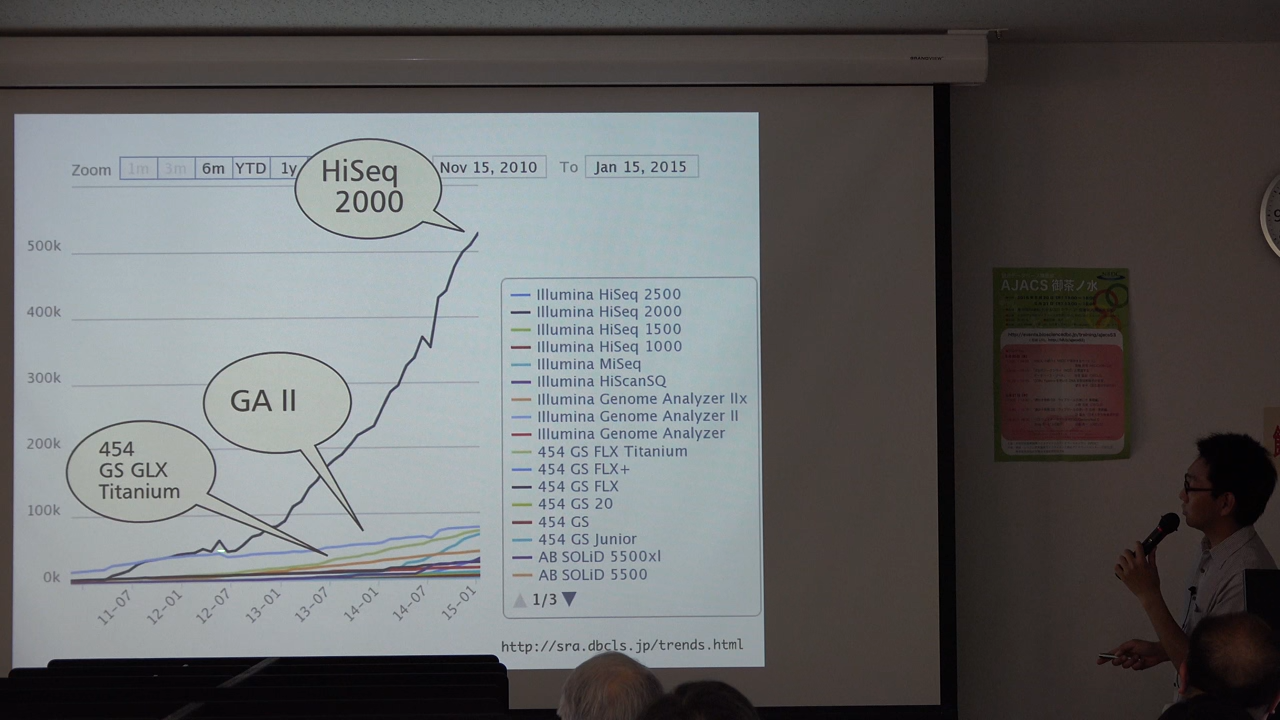 Zoom 1m 3m 6m YTD 1y Nov 15, 2010 To Jan 15, 2015
HiSeq
2000
500k
400k
300k
200k
100k
0k
GA II
454
GS GLX
Titanium
11-07
12-01
12-07
13-01
13-07
14-01
14-07
15-01
Illumina HiSeq 2500
Illumina HiSeq 2000
Illumina HiSeq 1500
Illumina HiSeq 1000
Illumina MiSeq
Illumina HiScanSQ
Illumina Genome Analyzer IIx
Illumina Genome Analyzer II
Illumina Genome Analyzer
454 GS FLX Titanium
454 GS FLX+
454 GS FLX
454 GS 20
454 GS
454 GS Junior
AB SOLiD 5500xl
AB SOLiD 5500
1/3
http://sra.dbcls.jp/trends.html
AJACS 御茶ノ水